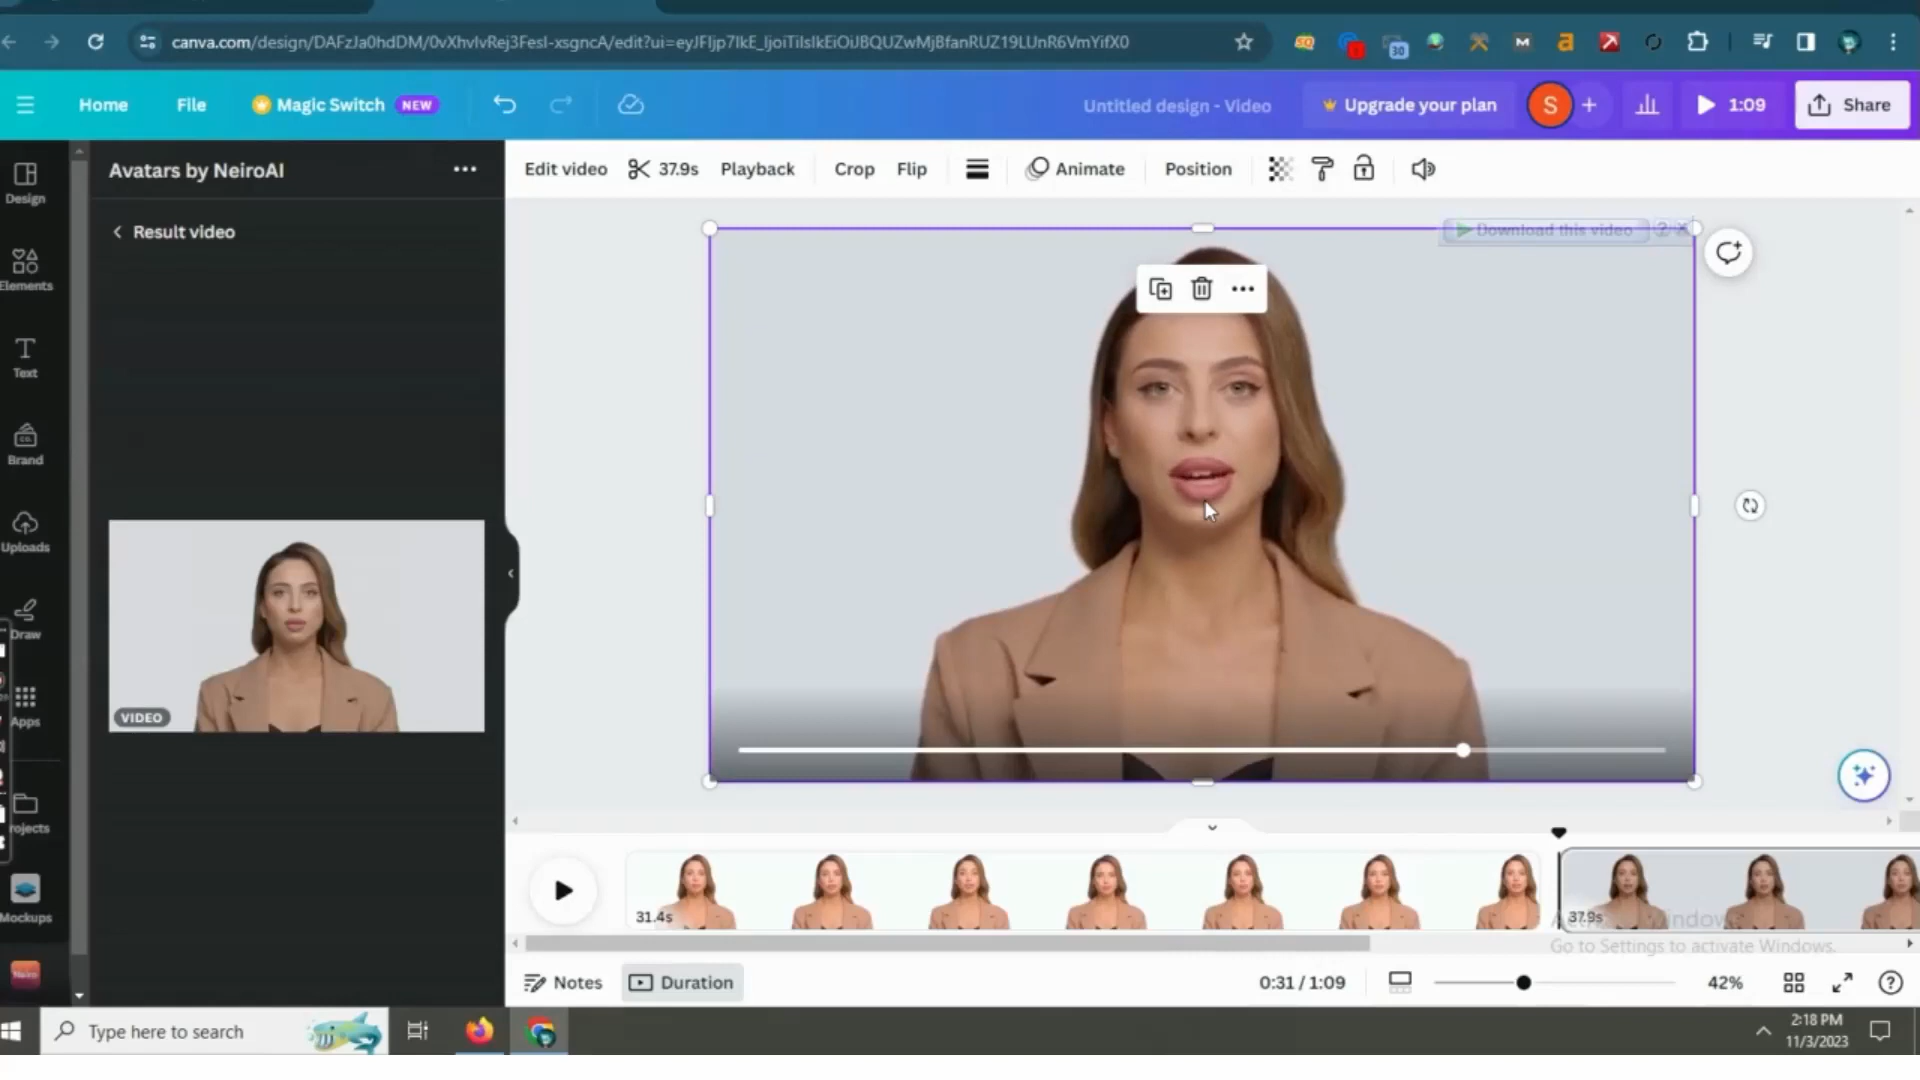 canva.com/design/DAFzJa0hdDM/0vXhvlvRej3FesI-xsgncA/edit?ui=eyJFIjp7IkE_IjoiTilsIkEiOiJBQUZwMjBfanRUZ19LUnR6VmYifX0
30
Home File Magic Switch NEW
Untitled design - Video
Upgrade your plan
S
1:09
Share
Avatars by NeiroAI
Edit video 37.9s Playback Crop Flip Animate Position
Design
Elements
Text
Brand
Uploads
Draw
Apps
rojects
Mockups
Result video
VIDEO
Download this video
31.4s
37.9s
Go to Settings to activate Windows.
Notes
Duration
0:31 / 1:09
42%
Type here to search
2:18 PM
11/3/2023